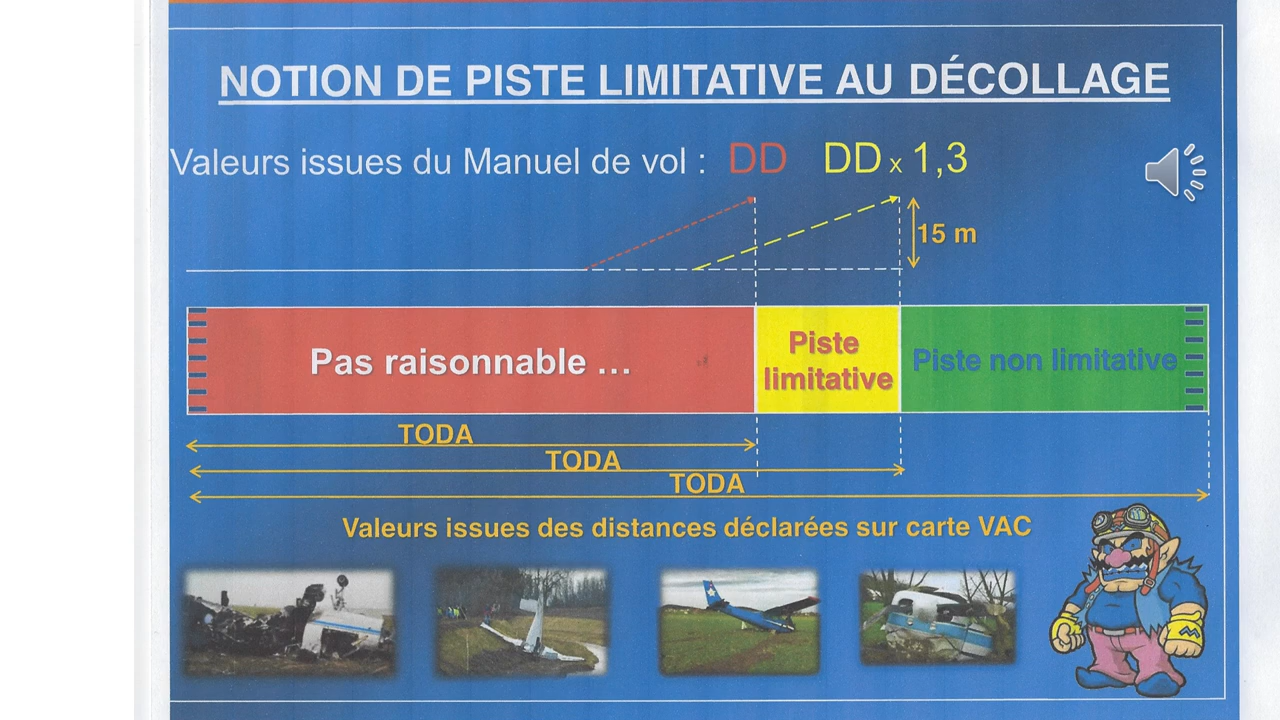 NOTION DE PISTE LIMITATIVE AU DÉCOLLAGE
Valeurs issues du Manuel de vol : DD DD x 1,3
15 m
Pas raisonnable …
Piste
limitative
Piste non limitative
TODA
TODA
TODA
Valeurs issues des distances déclarées sur carte VAC